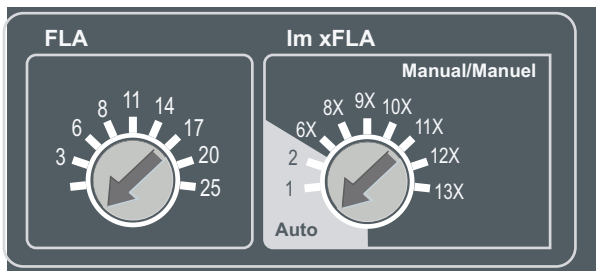 FLA
3
6
8
11
14
17
20
25
Im xFLA
Manual/Manuel
1
2
6X
8X
9X
10X
11X
12X
13X
Auto